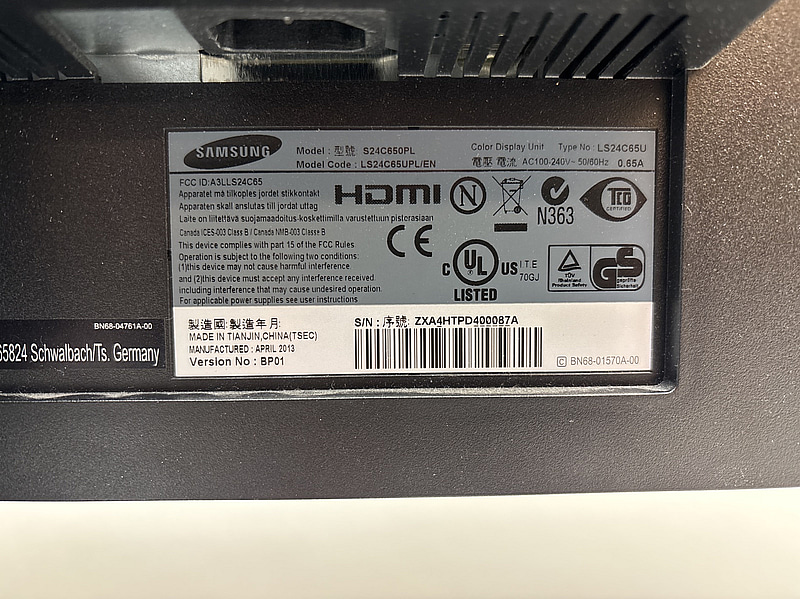 SAMSUNG
Model : 型號: S24C650PL
Model Code : LS24C65UPL/EN
Color Display Unit Type No : LS24C65U
電壓 電流 AC100-240V~ 50/60Hz 0.65A
FCC ID:A3LLS24C65
Apparatet må tilkoples jordet stikkontakt
Apparaten skall anslutas till jordat uttag
Laite on liitettävä suojamaadoitus-koskettimilla varustettuun pistorasiaan
Canada ICES-003 Class B / Canada NMB-003 Classe B
This device complies with part 15 of the FCC Rules
Operation is subject to the following two conditions:
(1)this device may not cause harmful interference
and (2)this device must accept any interference received.
including interference that may cause undesired operation.
For applicable power supplies see user instructions
HDMI
N
N363
TCO
CERTIFIED
CE
C UL US
LISTED
I.T.E
70GJ
TÜV
Rheinland
Product Safety
GS
geprüfte
Sicherheit
製造國:製造年月:
MADE IN TIANJIN,CHINA(TSEC)
MANUFACTURED : APRIL 2013
Version No : BP01
S/N : 序號: ZXA4HTPD400087A
C BN68-01570A-00
BN68-04761A-00
65824 Schwalbach/Ts. Germany